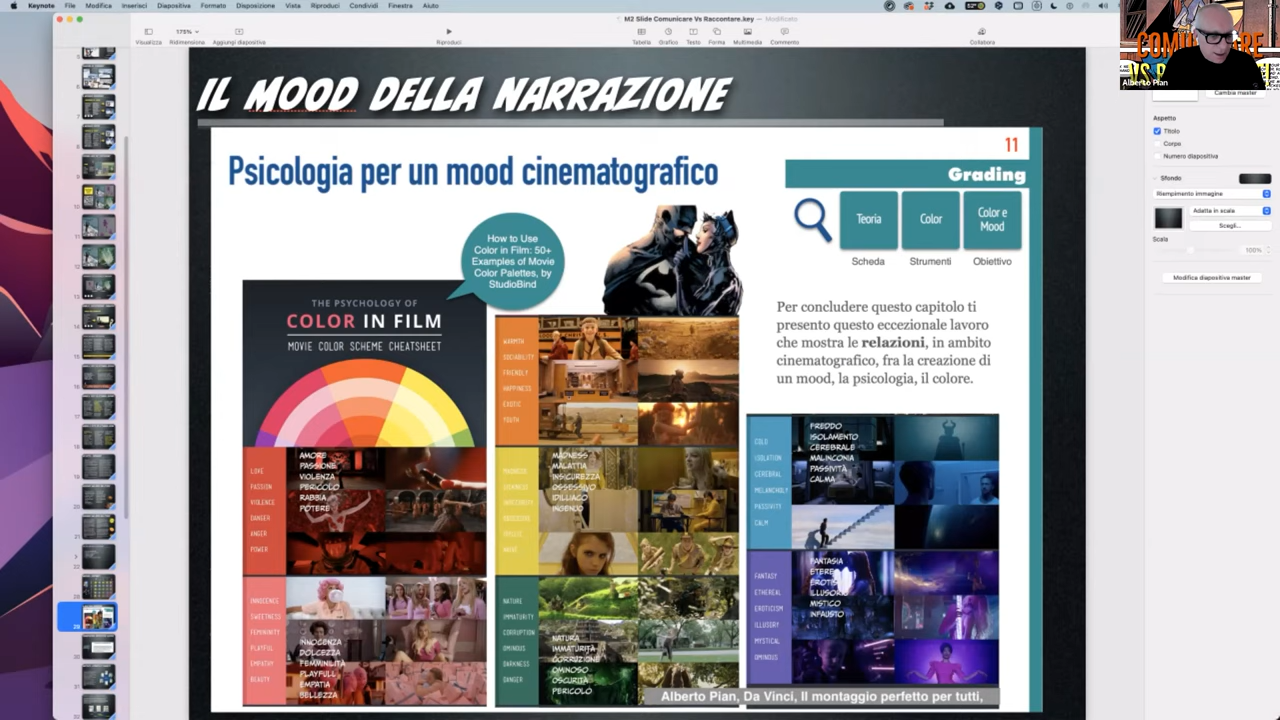 Keynote File Modifica Inserisci Diapositiva Formato Disposizione Vista Riproduci Condividi Finestra Aiuto
M2 Slide Comunicare Vs Raccontare.key — Modificato
175%
Visualizza Ridimensiona Aggiungi diapositiva Riproduci Tabella Grafico Testo Forma Multimedia Commento Collabora
Alberto Pian
Cambia master
Aspetto
Titolo
Corpo
Numero diapositiva
Sfondo
Riempimento immagine
Adatta in scala
Scegli...
Scala
100%
Modifica diapositiva master
IL MOOD DELLA NARRAZIONE
11
Psicologia per un mood cinematografico
Grading
Teoria
Color
Color e
Mood
Scheda
Strumenti
Obiettivo
How to Use
Color in Film: 50+
Examples of Movie
Color Palettes, by
StudioBind
Per concludere questo capitolo ti
presento questo eccezionale lavoro
che mostra le relazioni, in ambito
cinematografico, fra la creazione di
un mood, la psicologia, il colore.
THE PSYCHOLOGY OF
COLOR IN FILM
MOVIE COLOR SCHEME CHEATSHEET
LOVE
PASSION
VIOLENCE
DANGER
ANGER
POWER
AMORE
PASSIONE
VIOLENZA
PERICOLO
RABBIA
POTERE
INNOCENCE
SWEETNESS
FEMININITY
PLAYFUL
EMPATHY
BEAUTY
INNOCENZA
DOLCEZZA
FEMMINILITÀ
PLAYFULL
EMPATIA
BELLEZZA
WARMTH
SOCIABILITY
FRIENDLY
HAPPINESS
EXOTIC
YOUTH
MADNESS
SICKNESS
INSECURITY
OBSESSIVE
IDYLLIC
NAIVE
MADNESS
MALATTIA
INSICUREZZA
OSSESSIVO
IDILLIACO
INGENUO
NATURE
IMMATURITY
CORRUPTION
OMINOUS
DARKNESS
DANGER
NATURA
IMMATURITÀ
CORRUZIONE
OMINOSO
OSCURITÀ
PERICOLO
COLD
ISOLATION
CEREBRAL
MELANCHOLY
PASSIVITY
CALM
FREDDO
ISOLAMENTO
CEREBRALE
MALINCONIA
PASSIVITÀ
CALMA
FANTASY
ETHEREAL
EROTICISM
ILLUSORY
MYSTICAL
OMINOUS
FANTASIA
MISTICO
INFAUSTO
Alberto Pian, Da Vinci, Il montaggio perfetto per tutti,